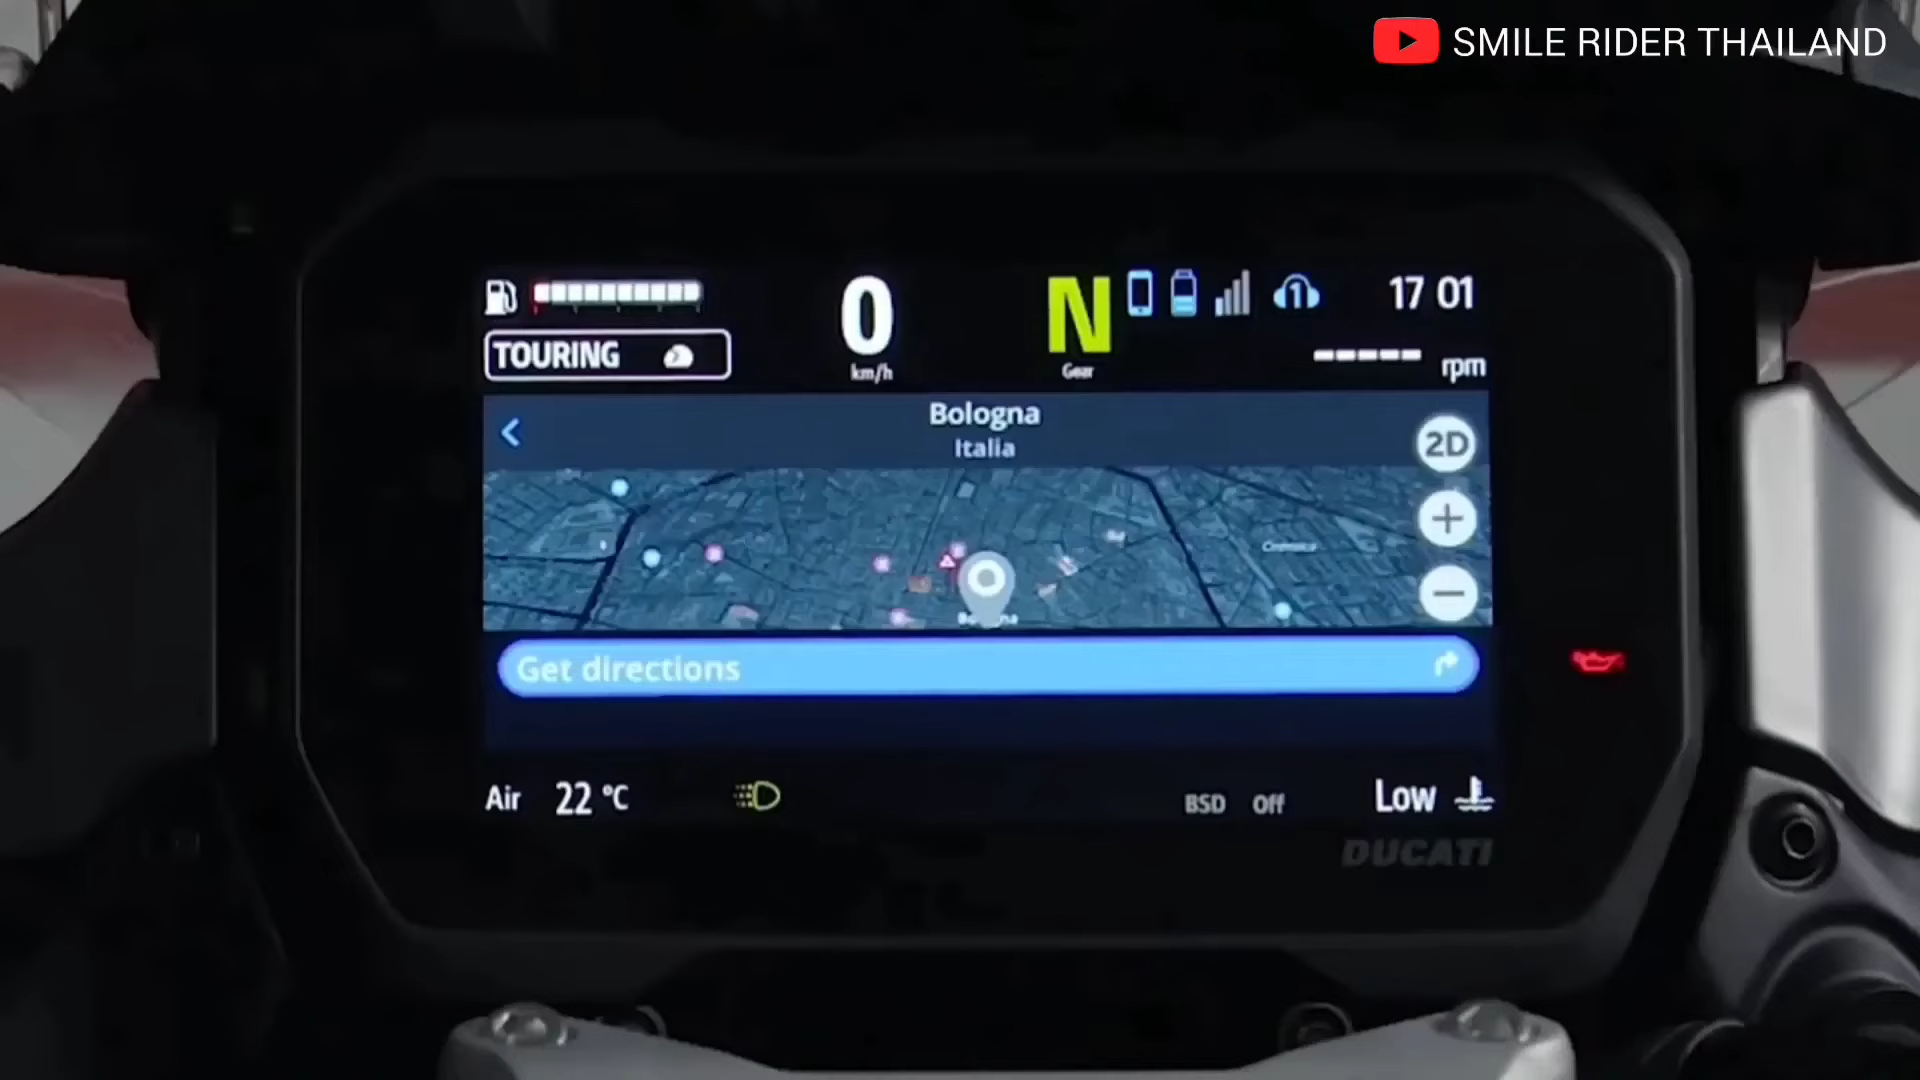 SMILE RIDER THAILAND
0
km/h
N
Gear
1
17 01
rpm
TOURING
Bologna
Italia
2D
Get directions
Air 22 °C
BSD Off
Low
DUCATI